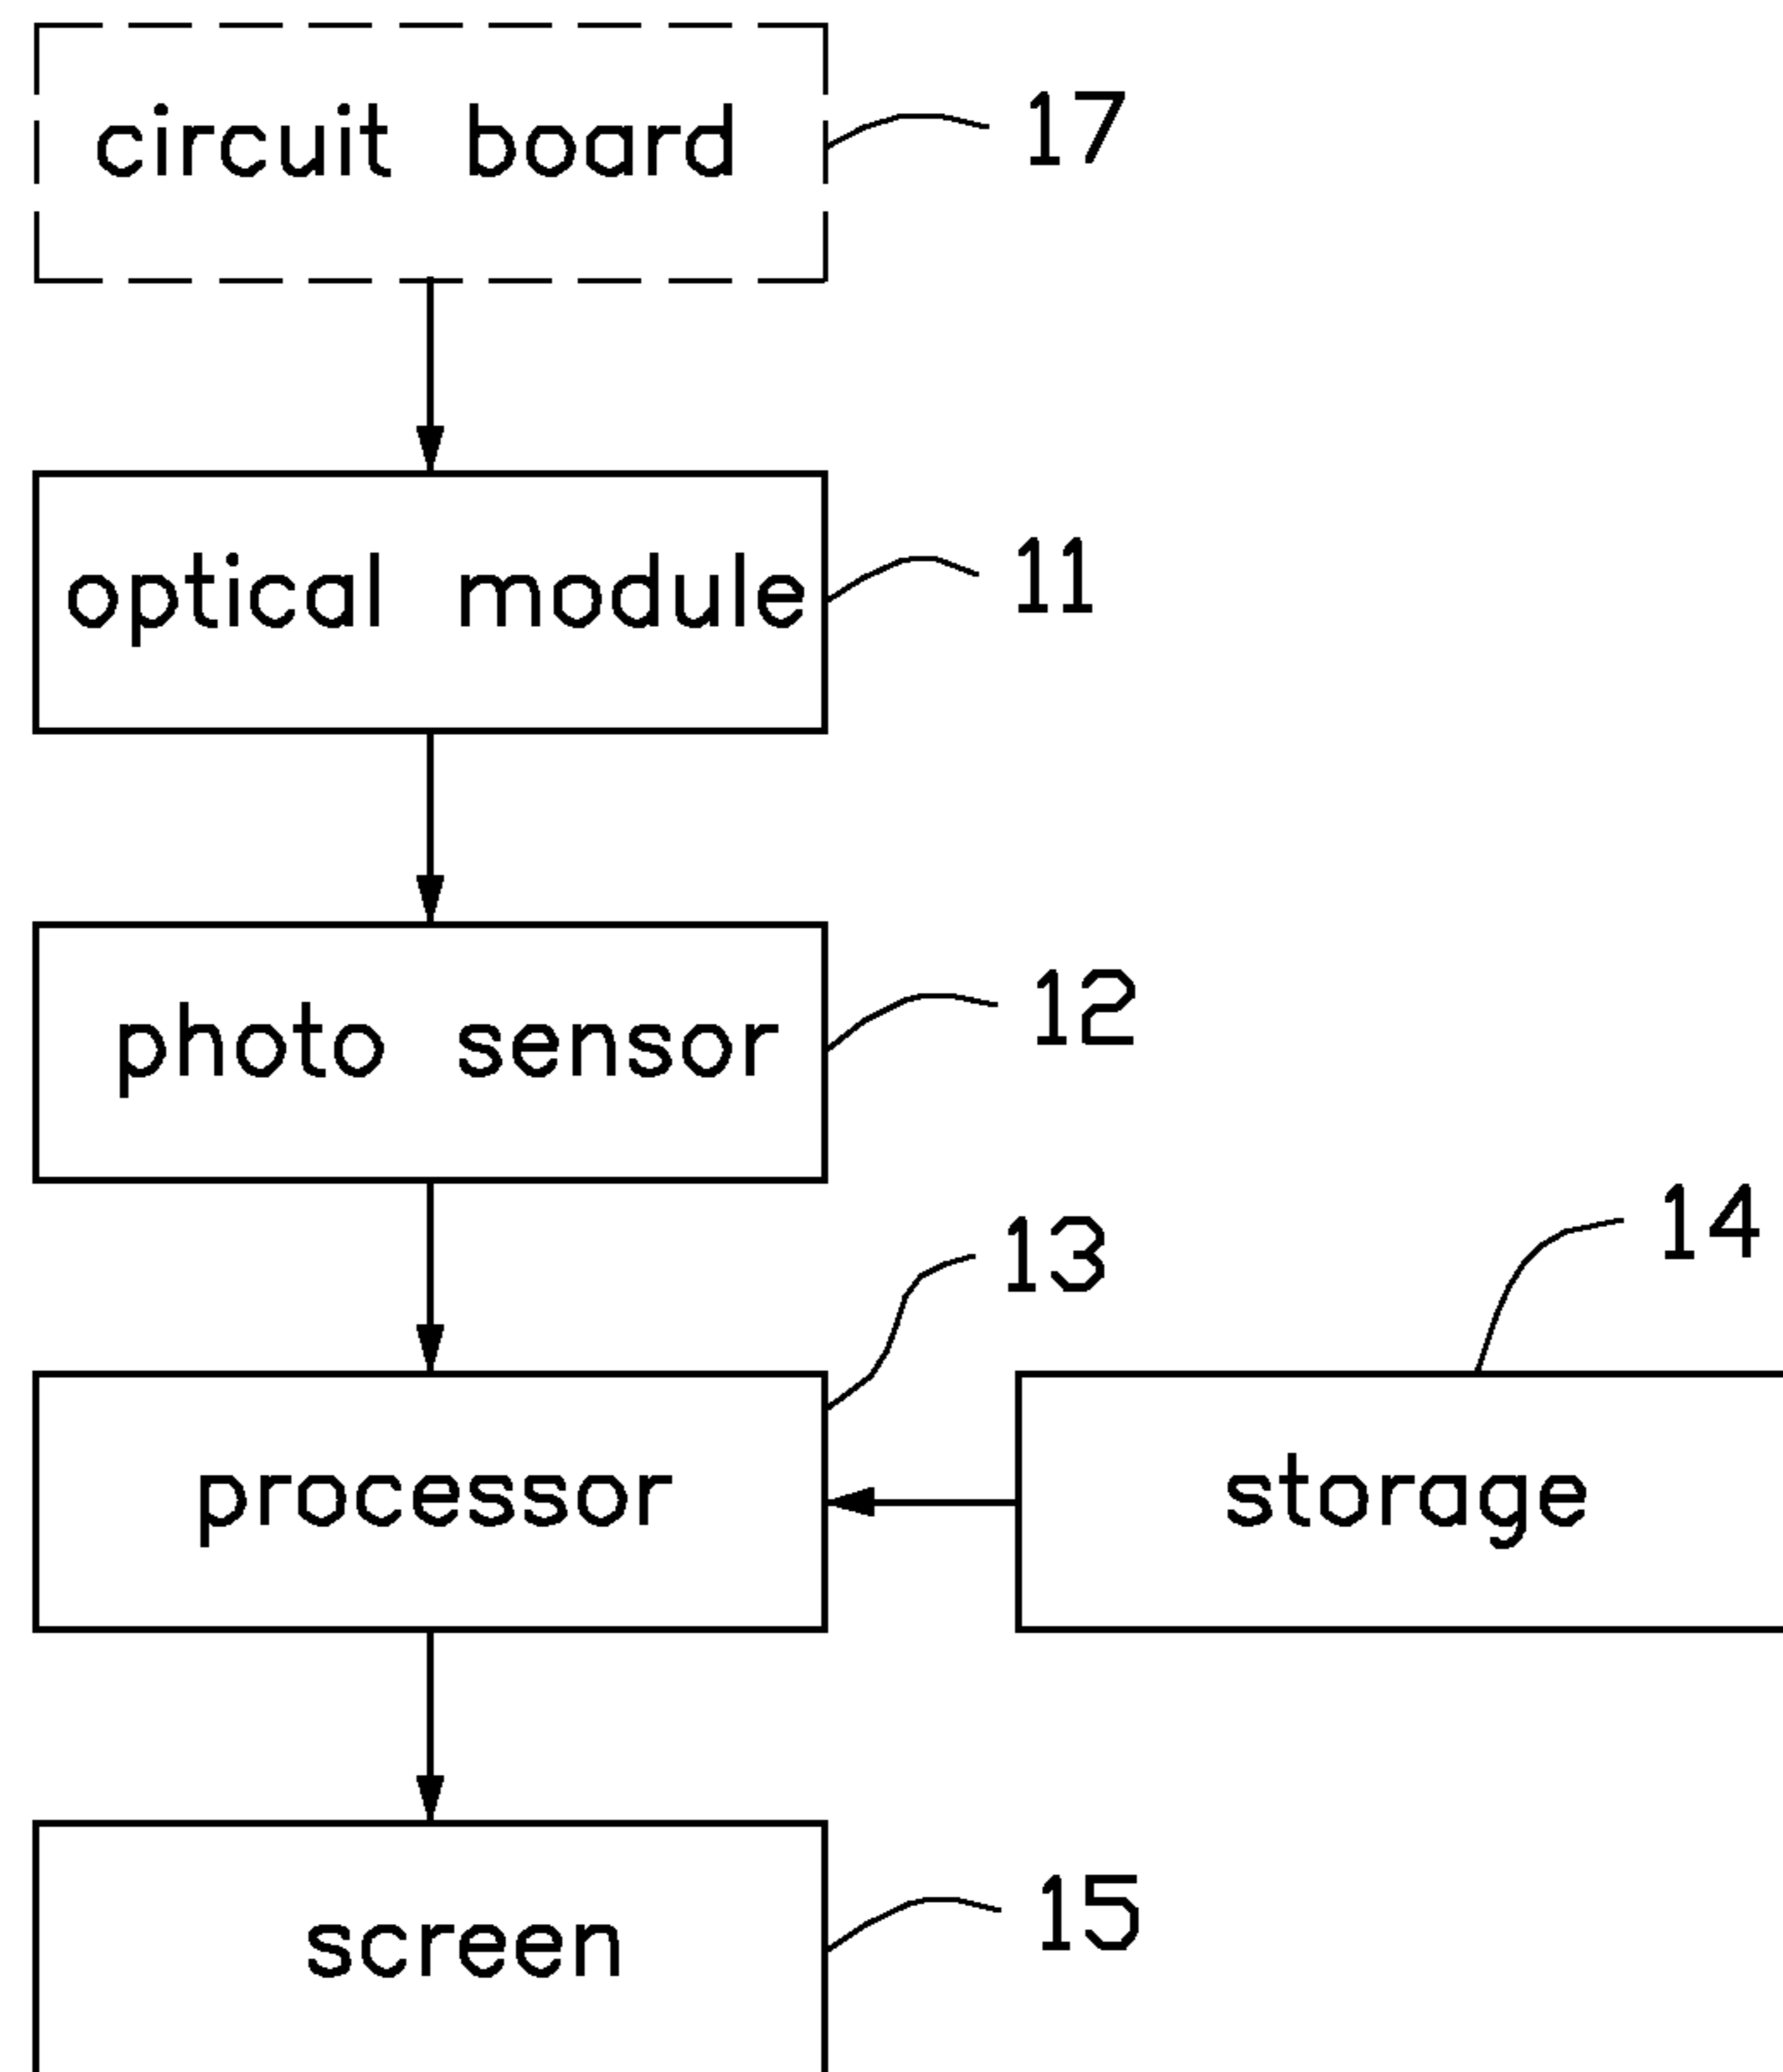 circuit board 17
optical module 11
photo sensor 12
13
14
processor
storage
screen 15